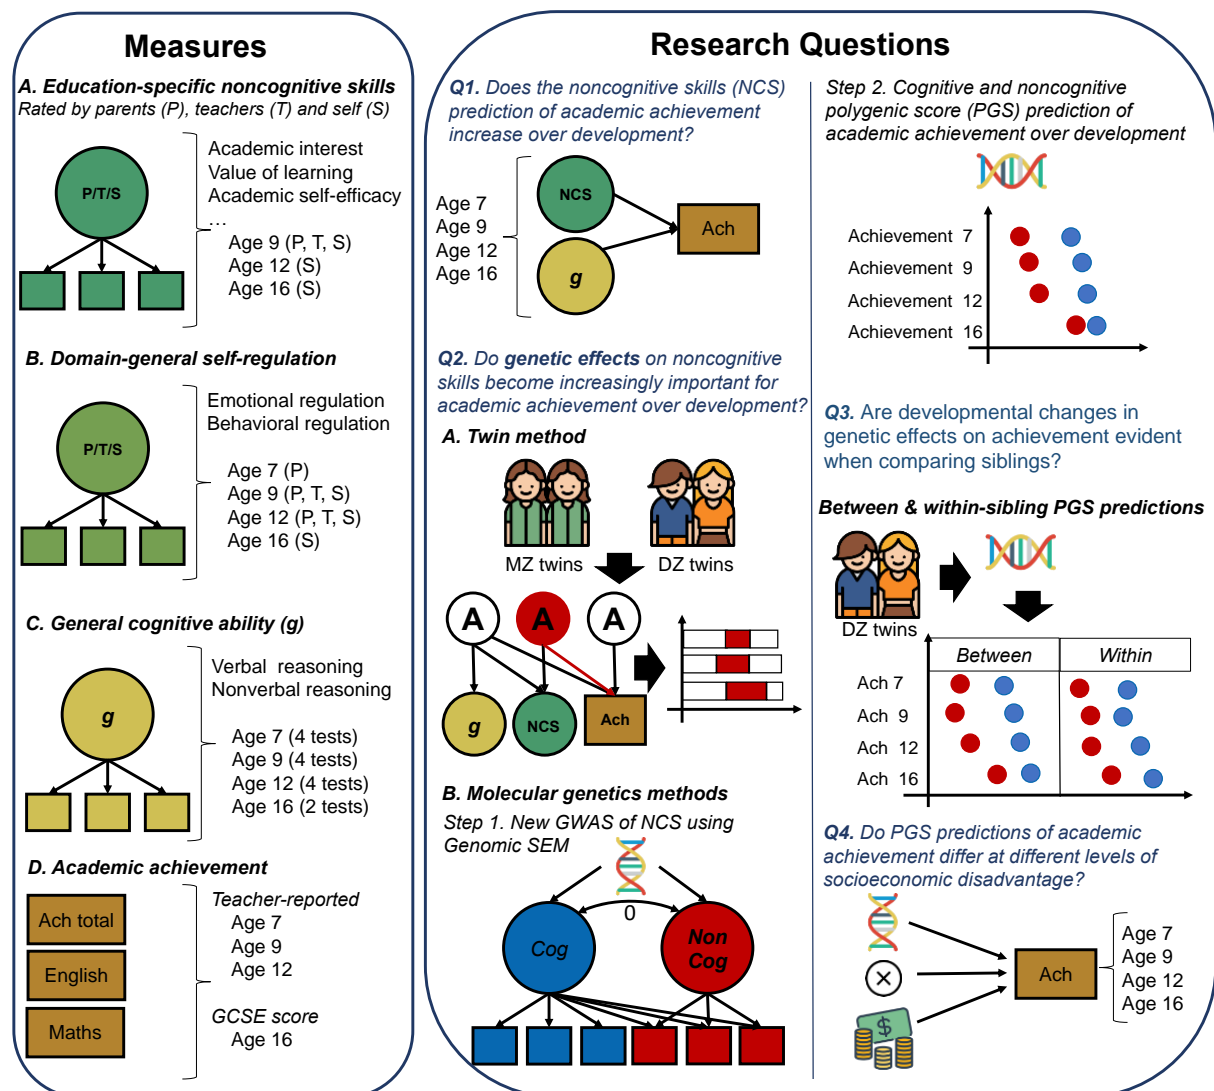 Measures
A. Education-specific noncognitive skills
Rated by parents (P), teachers (T) and self (S)
P/T/S
Academic interest
Value of learning
Academic self-efficacy
…
Age 9 (P, T, S)
Age 12 (S)
Age 16 (S)
B. Domain-general self-regulation
P/T/S
Emotional regulation
Behavioral regulation
Age 7 (P)
Age 9 (P, T, S)
Age 12 (P, T, S)
Age 16 (S)
C. General cognitive ability (g)
g
Verbal reasoning
Nonverbal reasoning
Age 7 (4 tests)
Age 9 (4 tests)
Age 12 (4 tests)
Age 16 (2 tests)
D. Academic achievement
Ach total
English
Maths
Teacher-reported
Age 7
Age 9
Age 12
GCSE score
Age 16
Research Questions
Q1. Does the noncognitive skills (NCS)
prediction of academic achievement
increase over development?
Age 7
Age 9
Age 12
Age 16
NCS
g
Ach
Q2. Do genetic effects on noncognitive
skills become increasingly important for
academic achievement over development?
A. Twin method
MZ twins
DZ twins
A
A
A
g
NCS
Ach
B. Molecular genetics methods
Step 1. New GWAS of NCS using
Genomic SEM
0
Cog
Non
Cog
Step 2. Cognitive and noncognitive
polygenic score (PGS) prediction of
academic achievement over development
Achievement 7
Achievement 9
Achievement 12
Achievement 16
Q3. Are developmental changes in
genetic effects on achievement evident
when comparing siblings?
Between & within-sibling PGS predictions
DZ twins
Between
Within
Ach 7
Ach 9
Ach 12
Ach 16
Q4. Do PGS predictions of academic
achievement differ at different levels of
socioeconomic disadvantage?
$
Ach
Age 7
Age 9
Age 12
Age 16